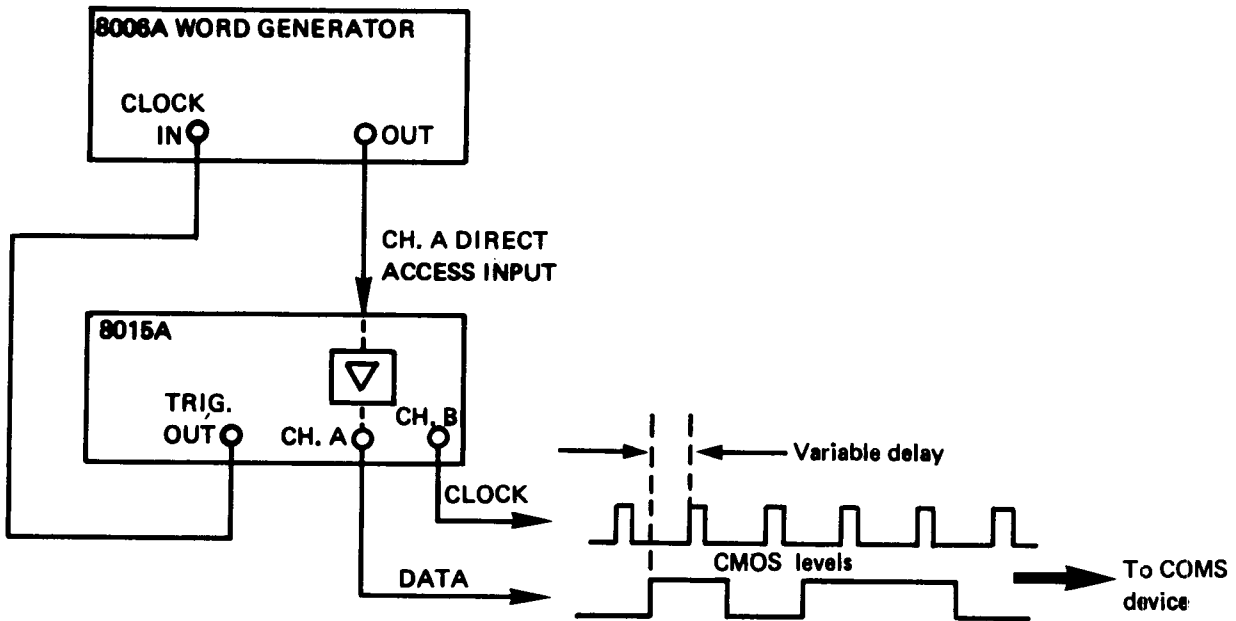 8006A WORD GENERATOR
CLOCK
IN
OUT
CH. A DIRECT
ACCESS INPUT
8015A
TRIG.
OUT
CH. A
CH. B
Variable delay
CLOCK
CMOS levels
DATA
To COMS
device